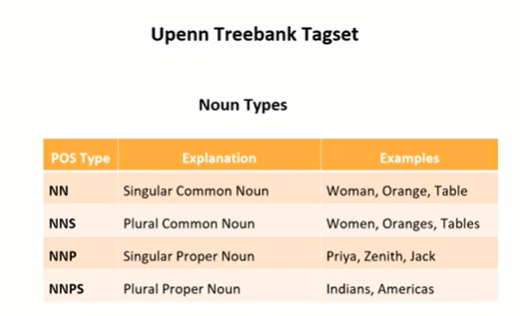 Upenn Treebank Tagset
Noun Types
POS Type Explanation Examples
NN Singular Common Noun Woman, Orange, Table
NNS Plural Common Noun Women, Oranges, Tables
NNP Singular Proper Noun Priya, Zenith, Jack
NNPS Plural Proper Noun Indians, Americas